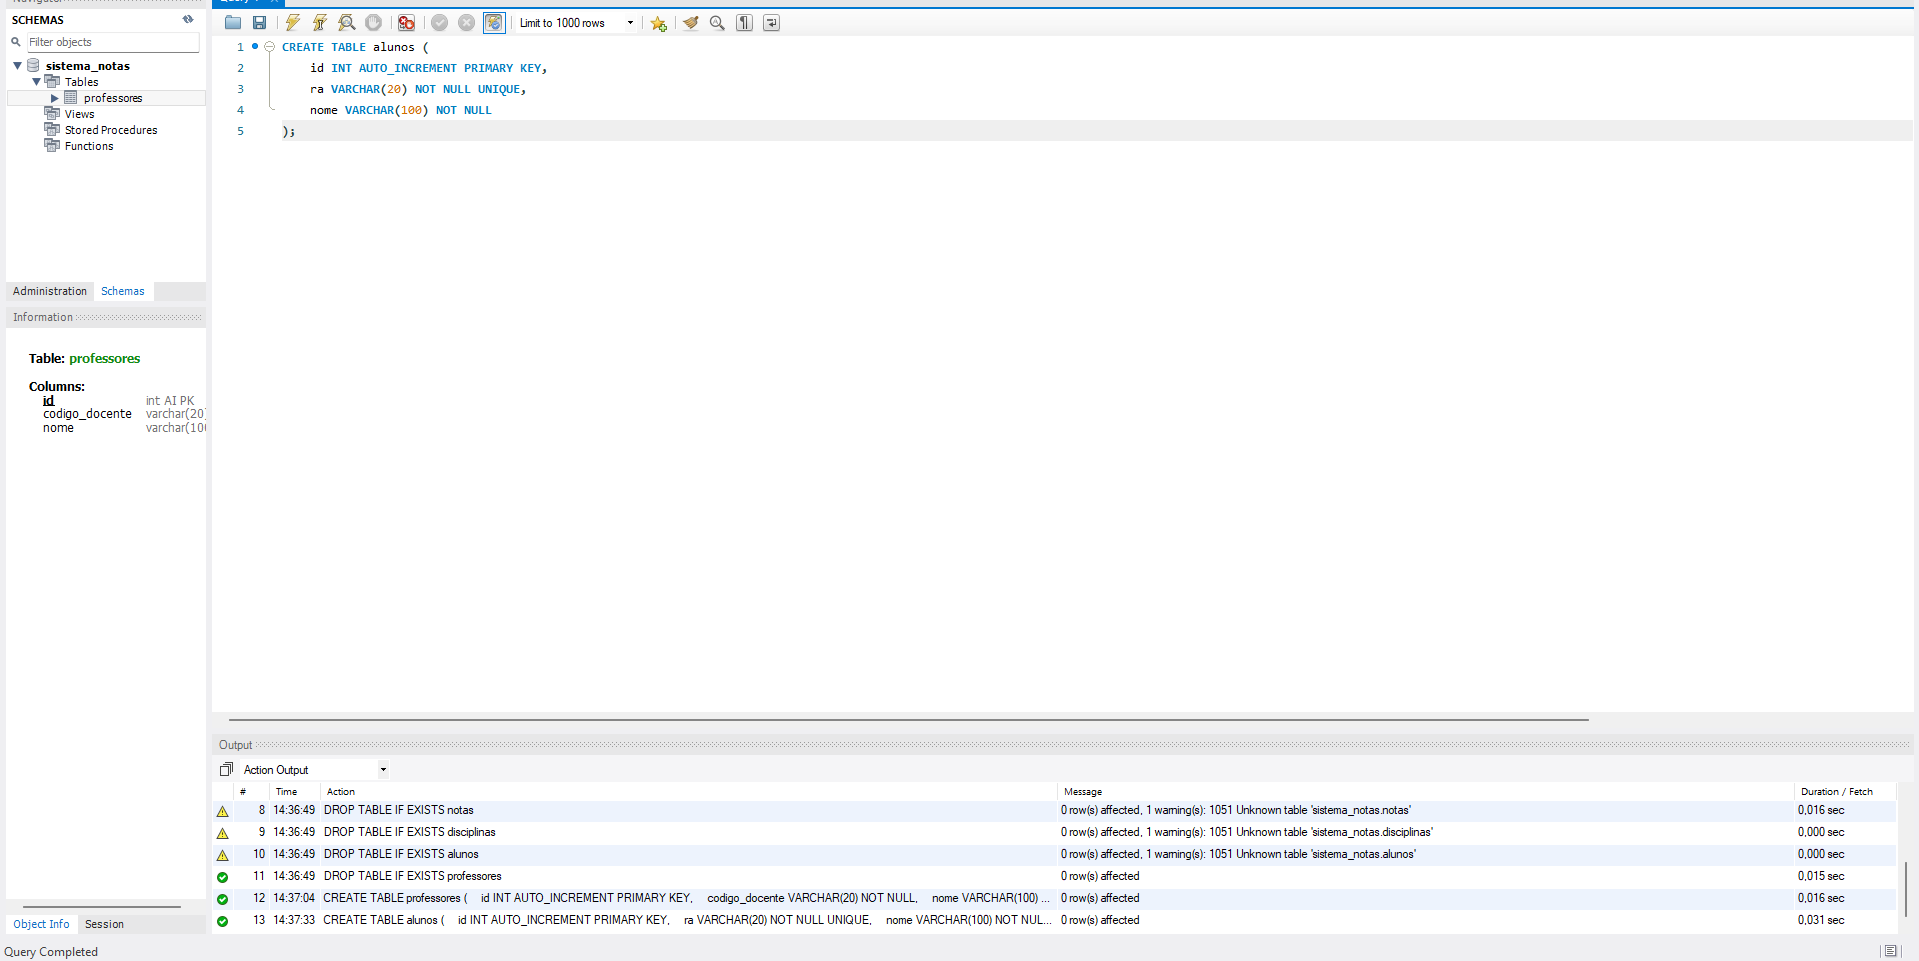 SCHEMAS
Filter objects
sistema_notas
Tables
professores
Views
Stored Procedures
Functions
Administration Schemas
Information
Table: professores
Columns:
id int AI PK
codigo_docente varchar(20)
nome varchar(100
Limit to 1000 rows
1 CREATE TABLE alunos (
2 id INT AUTO_INCREMENT PRIMARY KEY,
3 ra VARCHAR(20) NOT NULL UNIQUE,
4 nome VARCHAR(100) NOT NULL
5 );
Output
Action Output
# Time Action Message Duration / Fetch
8 14:36:49 DROP TABLE IF EXISTS notas 0 row(s) affected, 1 warning(s): 1051 Unknown table 'sistema_notas.notas' 0,016 sec
9 14:36:49 DROP TABLE IF EXISTS disciplinas 0 row(s) affected, 1 warning(s): 1051 Unknown table 'sistema_notas.disciplinas' 0,000 sec
10 14:36:49 DROP TABLE IF EXISTS alunos 0 row(s) affected, 1 warning(s): 1051 Unknown table 'sistema_notas.alunos' 0,000 sec
11 14:36:49 DROP TABLE IF EXISTS professores 0 row(s) affected 0,015 sec
12 14:37:04 CREATE TABLE professores ( id INT AUTO_INCREMENT PRIMARY KEY, codigo_docente VARCHAR(20) NOT NULL, nome VARCHAR(100) ... 0 row(s) affected 0,016 sec
13 14:37:33 CREATE TABLE alunos ( id INT AUTO_INCREMENT PRIMARY KEY, ra VARCHAR(20) NOT NULL UNIQUE, nome VARCHAR(100) NOT NUL... 0 row(s) affected 0,031 sec
Object Info Session
Query Completed